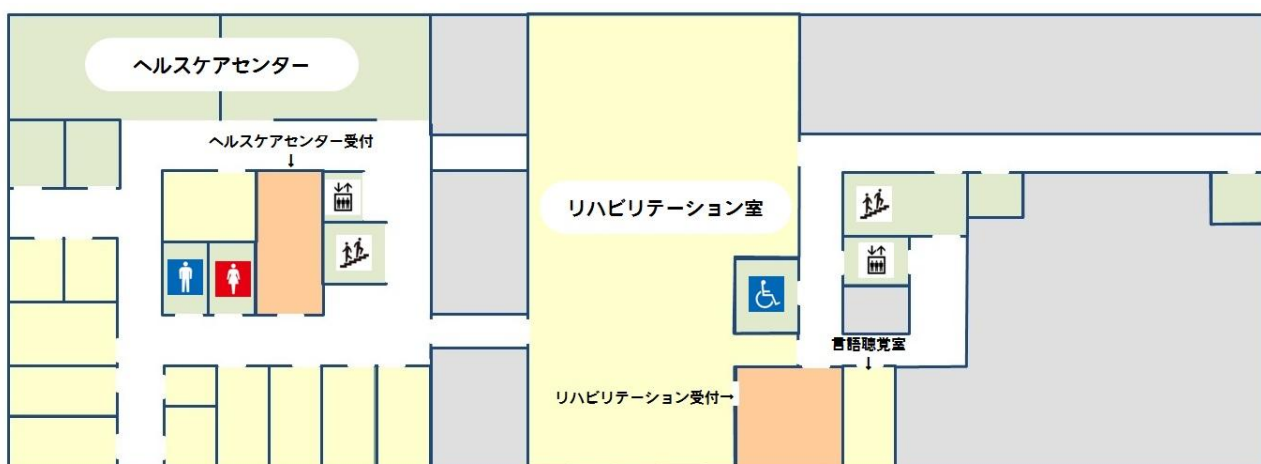 ヘルスケアセンター
ヘルスケアセンター受付
↓
リハビリテーション室
言語聴覚室
↓
リハビリテーション受付→